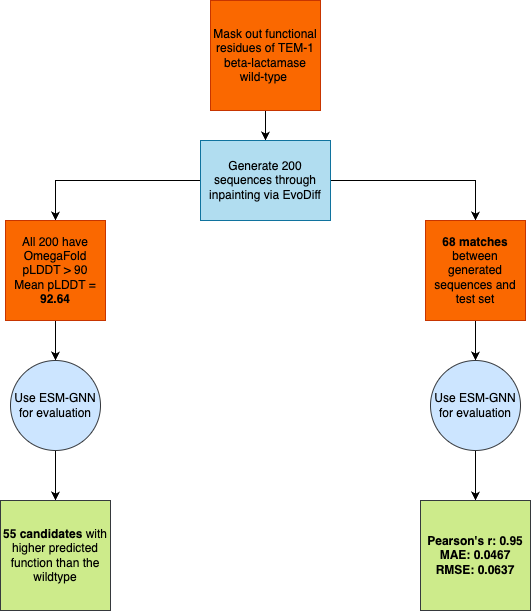 Mask out functional
residues of TEM-1
beta-lactamase
wild-type
Generate 200
sequences through
inpainting via EvoDiff
All 200 have
OmegaFold
pLDDT > 90
Mean pLDDT =
92.64
68 matches
between
generated
sequences and
test set
Use ESM-GNN
for evaluation
Use ESM-GNN
for evaluation
55 candidates with
higher predicted
function than the
wildtype
Pearson's r: 0.95
MAE: 0.0467
RMSE: 0.0637